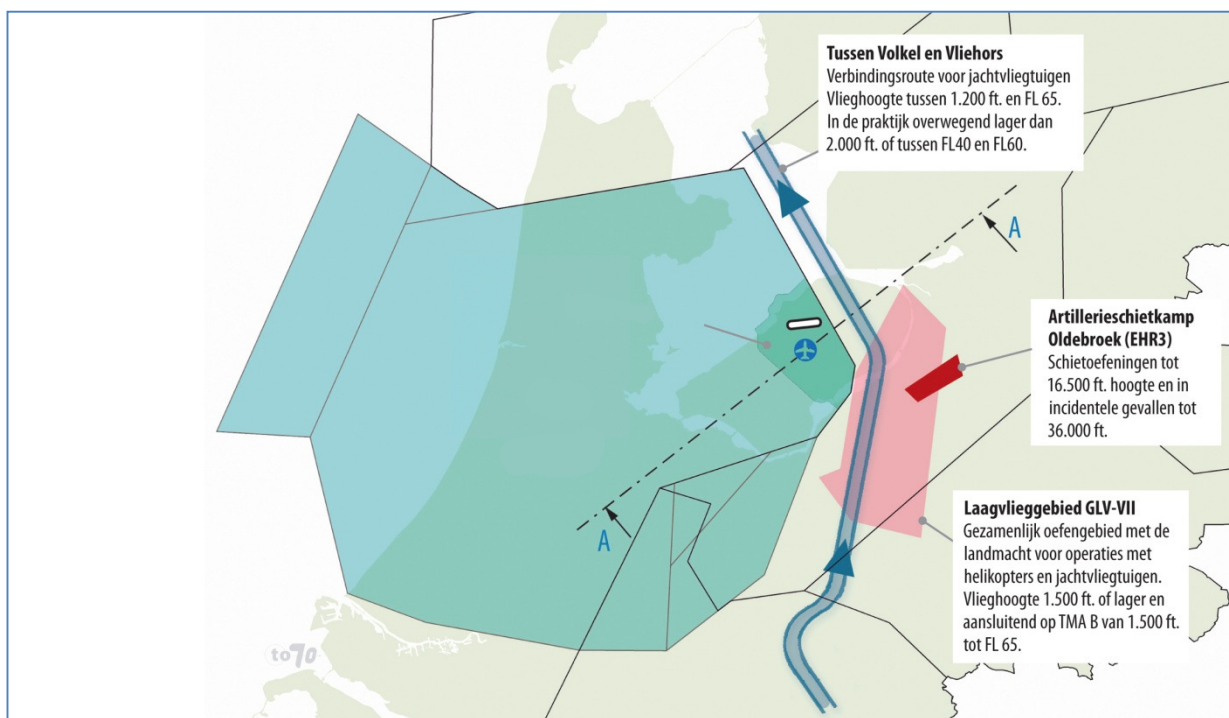 Tussen Volkel en Vliehors
Verbindingsroute voor jachtvliegtuigen
Vlieghoogte tussen 1.200 ft. en FL 65.
In de praktijk overwegend lager dan
2.000 ft. of tussen FL40 en FL60.
A
Artillerieschietkamp
Oldebroek (EHR3)
Schietoefeningen tot
16.500 ft. hoogte en in
incidentele gevallen tot
36.000 ft.
Laagvlieggebied GLV-VII
Gezamenlijk oefengebied met de
landmacht voor operaties met
helikopters en jachtvliegtuigen.
Vlieghoogte 1.500 ft. of lager en
aansluitend op TMA B van 1.500 ft.
tot FL 65.
A
to70